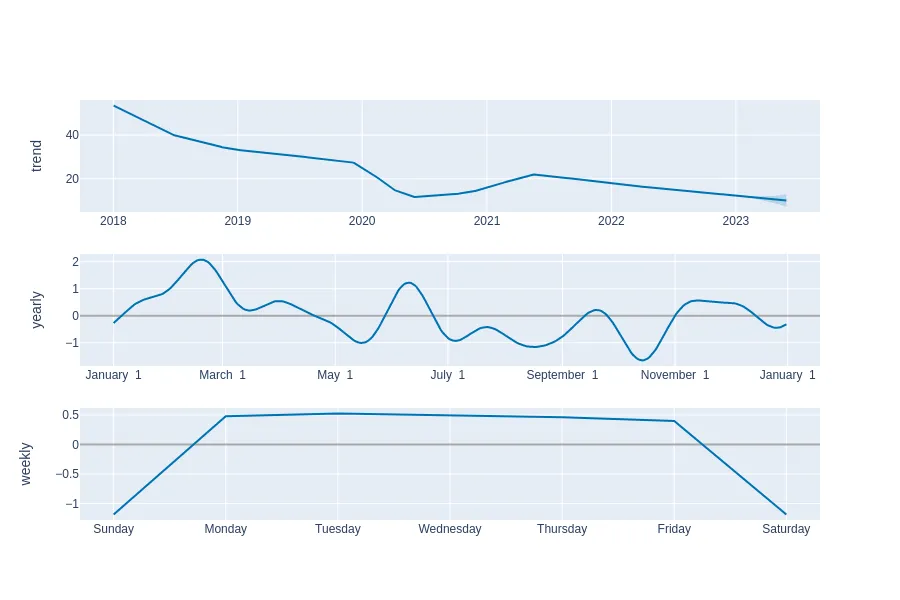 trend
40
20
2018 2019 2020 2021 2022 2023
yearly
2
1
0
−1
January 1 March 1 May 1 July 1 September 1 November 1 January 1
weekly
0.5
0
−0.5
−1
Sunday Monday Tuesday Wednesday Thursday Friday Saturday